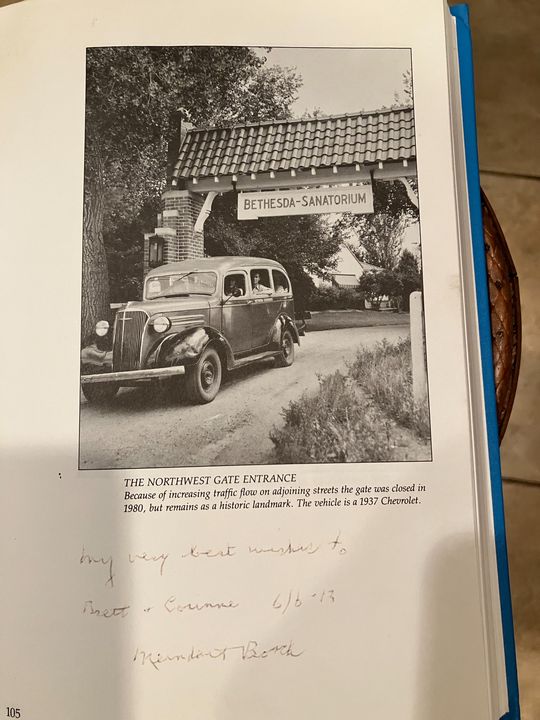 BETHESDA-SANATORIUM
THE NORTHWEST GATE ENTRANCE
Because of increasing traffic flow on adjoining streets the gate was closed in
1980, but remains as a historic landmark. The vehicle is a 1937 Chevrolet.
my very best wishes to
Brett + Corinne 6/6-13
105